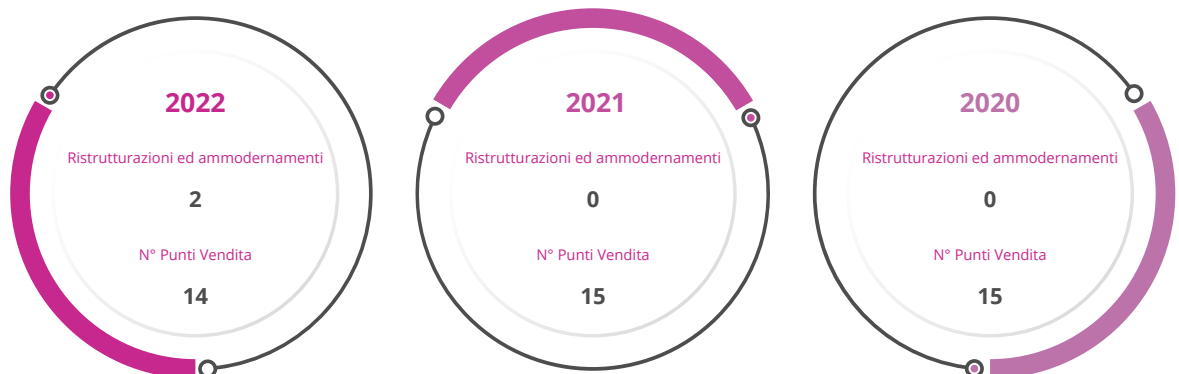 2022
Ristrutturazioni ed ammodernamenti
2
N° Punti Vendita
14
2021
Ristrutturazioni ed ammodernamenti
0
N° Punti Vendita
15
2020
Ristrutturazioni ed ammodernamenti
0
N° Punti Vendita
15